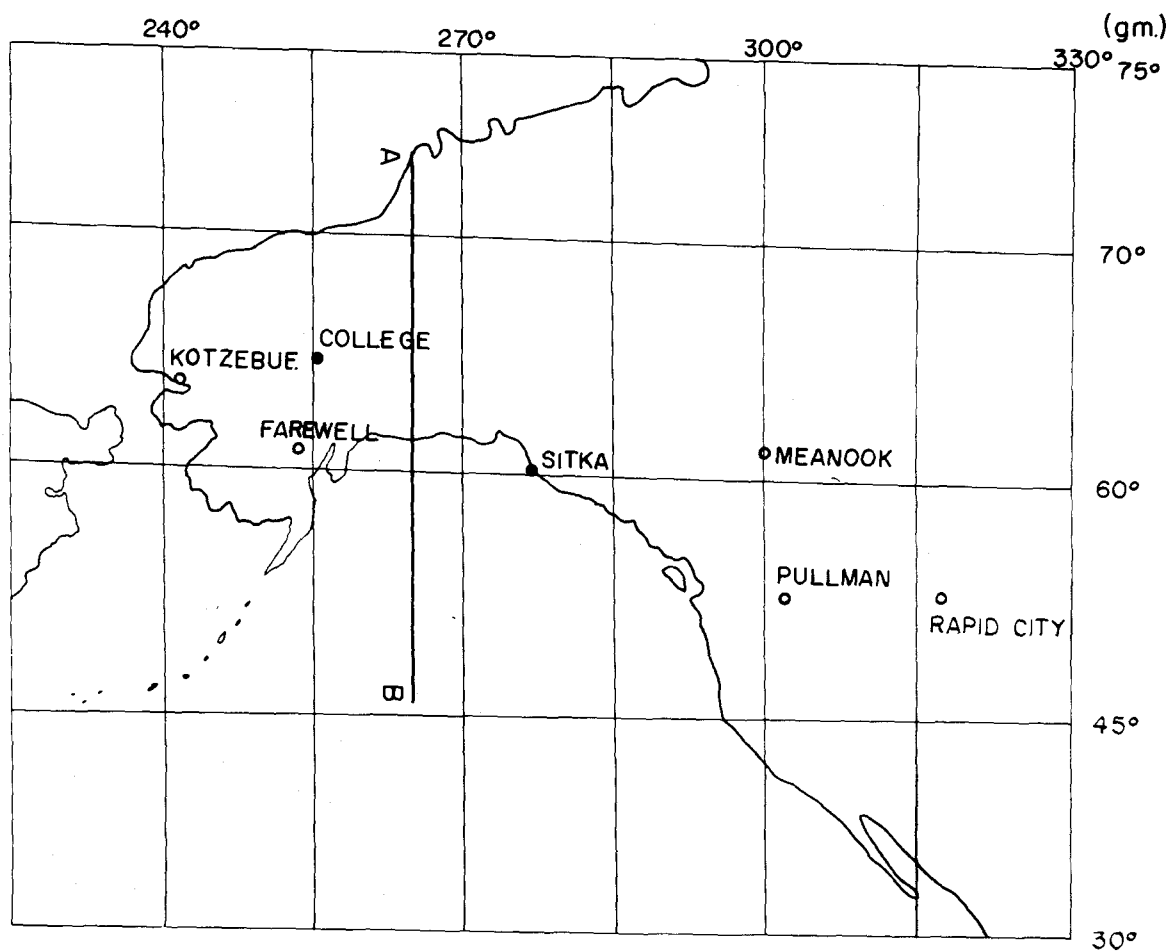 (gm.)
240° 270° 300° 330° 75°
A
70°
COLLEGE
KOTZEBUE.
FAREWELL
SITKA
MEANOOK
60°
PULLMAN
RAPID CITY
B
45°
30°